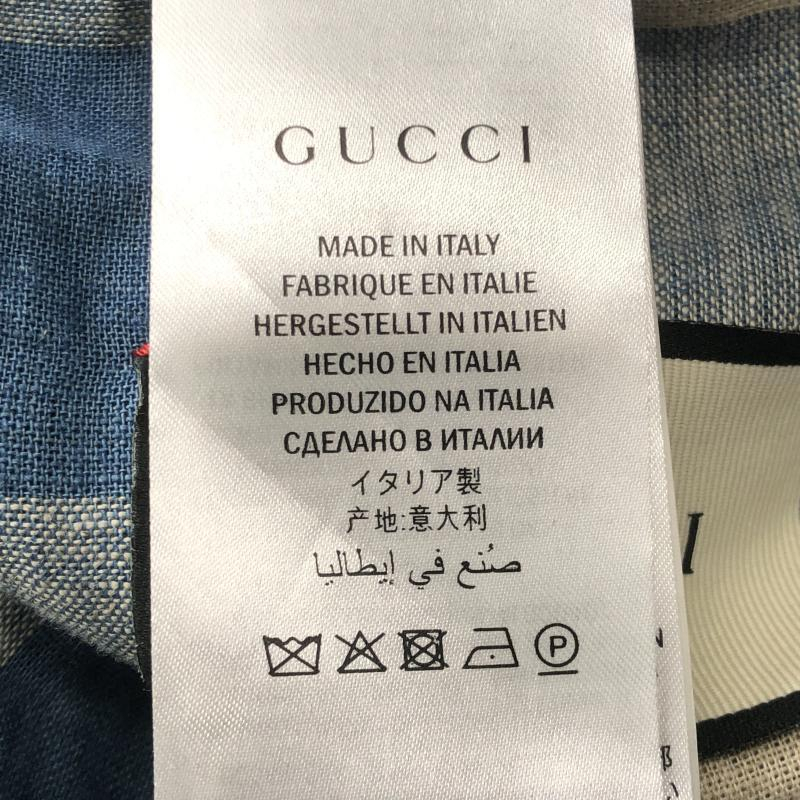 GUCCI
MADE IN ITALY
FABRIQUE EN ITALIE
HERGESTELLT IN ITALIEN
HECHO EN ITALIA
PRODUZIDO NA ITALIA
СДЕЛАНО В ИТАЛИИ
イタリア製
产地:意大利
صُنع في إيطاليا
P